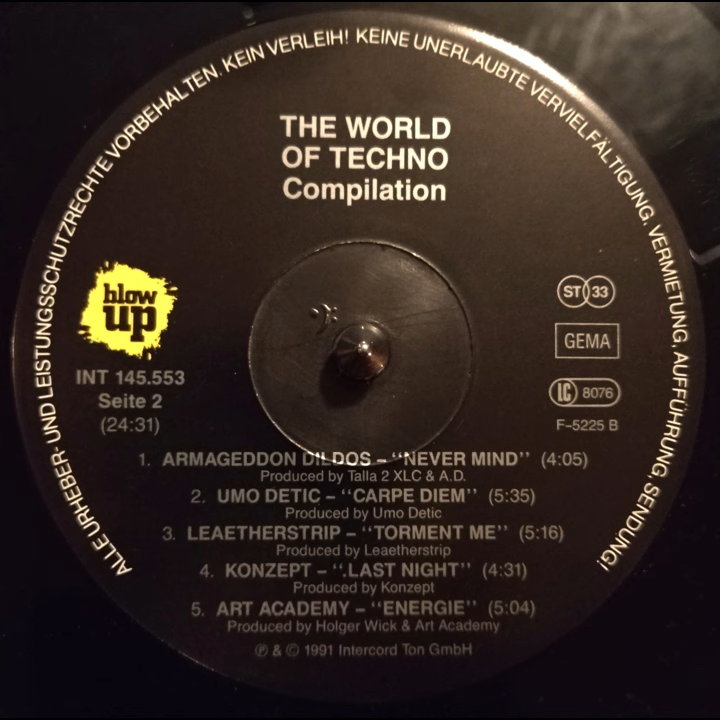 ALLE URHEBER- UND LEISTUNGSSCHUTZRECHTE VORBEHALTEN. KEIN VERLEIH! KEINE UNERLAUBTE VERVIELFÄLTIGUNG, VERMIETUNG, AUFFÜHRUNG, SENDUNG!
THE WORLD
OF TECHNO
Compilation
blow
up
INT 145.553
Seite 2
(24:31)
ST 33
GEMA
LC 8076
F-5225 B
1. ARMAGEDDON DILDOS – "NEVER MIND" (4:05)
Produced by Talla 2 XLC & A.D.
2. UMO DETIC – "CARPE DIEM" (5:35)
Produced by Umo Detic
3. LEAETHERSTRIP – "TORMENT ME" (5:16)
Produced by Leaetherstrip
4. KONZEPT – ".LAST NIGHT" (4:31)
Produced by Konzept
5. ART ACADEMY – "ENERGIE" (5:04)
Produced by Holger Wick & Art Academy
℗ & © 1991 Intercord Ton GmbH